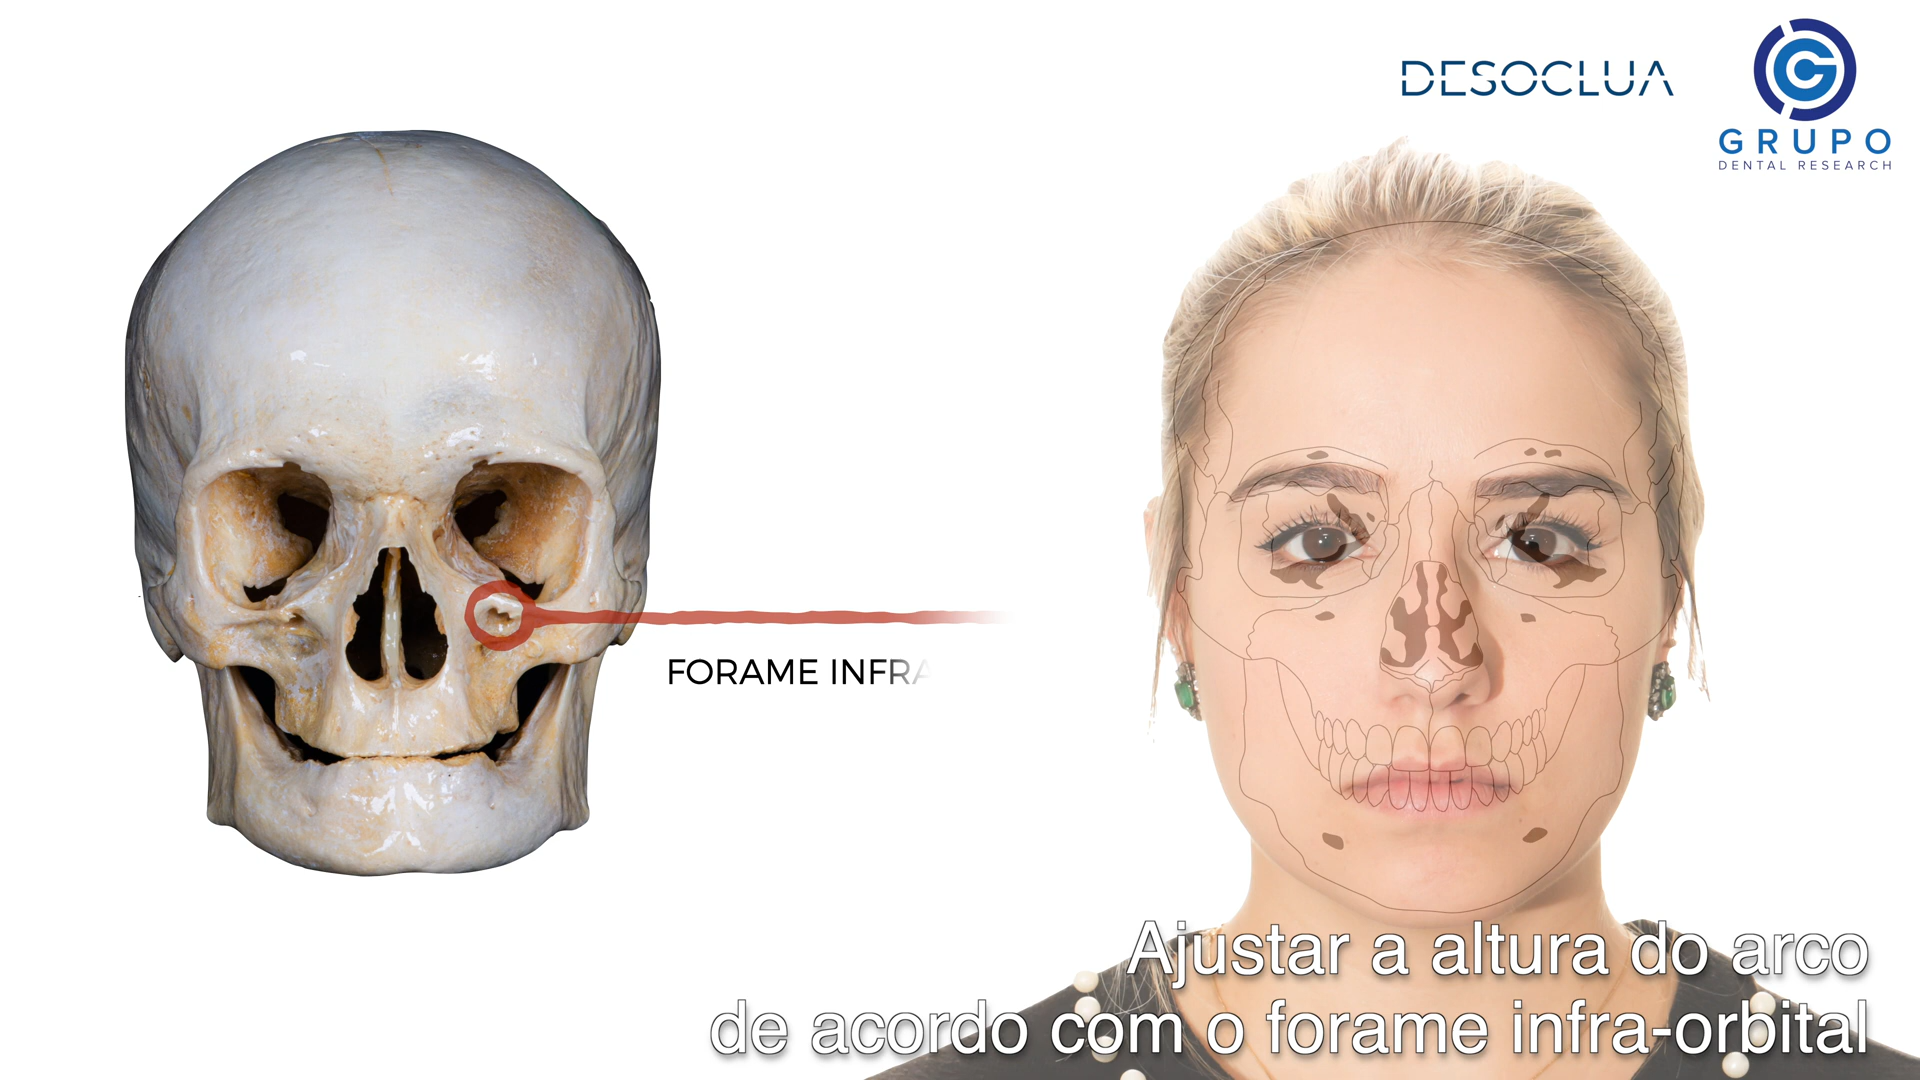 DESOCLUA
GRUPO
DENTAL RESEARCH
FORAME INFRA
Ajustar a altura do arco
de acordo com o forame infra-orbital